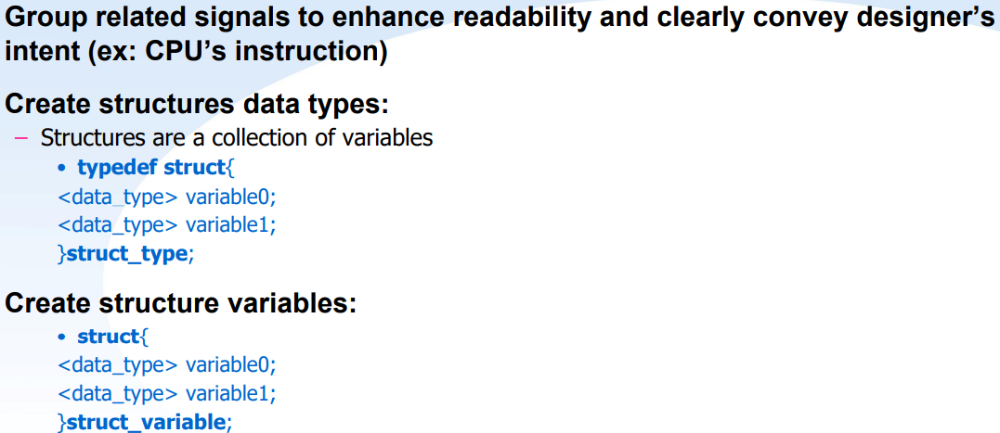 Group related signals to enhance readability and clearly convey designer’s
intent (ex: CPU’s instruction)
Create structures data types:
– Structures are a collection of variables
• typedef struct{
<data_type> variable0;
<data_type> variable1;
}struct_type;
Create structure variables:
• struct{
<data_type> variable0;
<data_type> variable1;
}struct_variable;